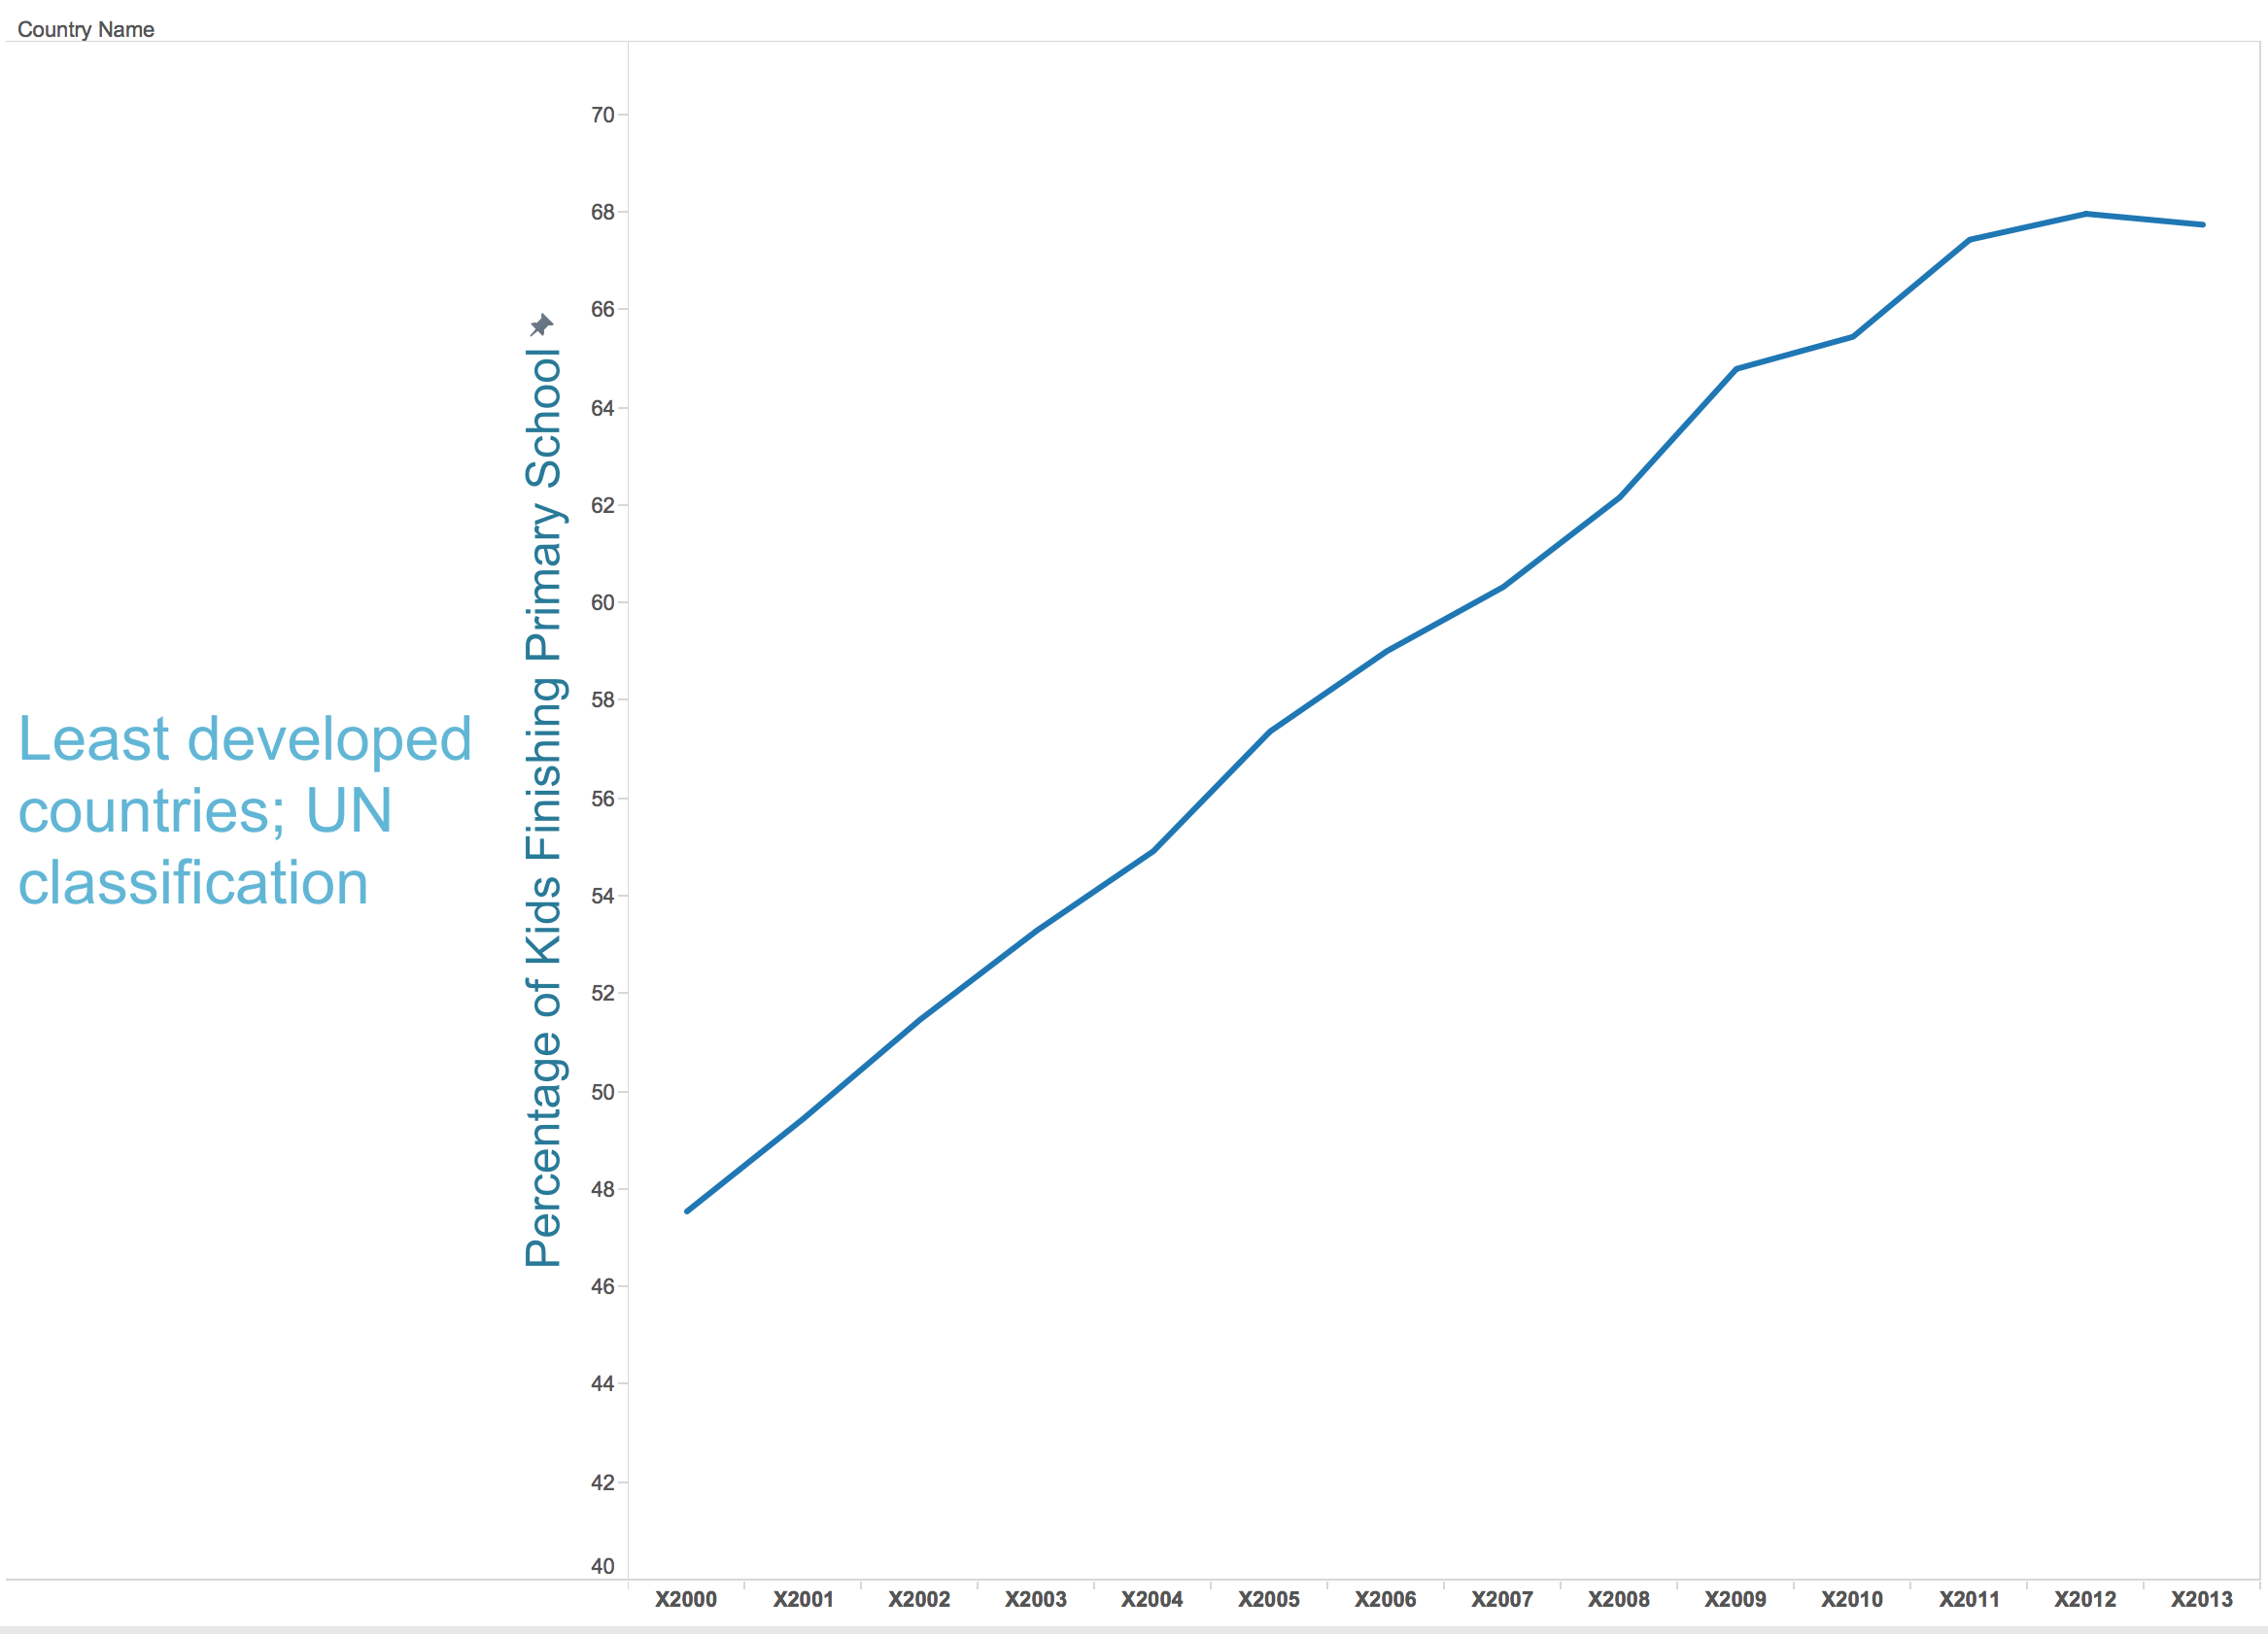 Country Name
Least developed
countries; UN
classification
Percentage of Kids Finishing Primary School
70
68
66
64
62
60
58
56
54
52
50
48
46
44
42
40
X2000 X2001 X2002 X2003 X2004 X2005 X2006 X2007 X2008 X2009 X2010 X2011 X2012 X2013